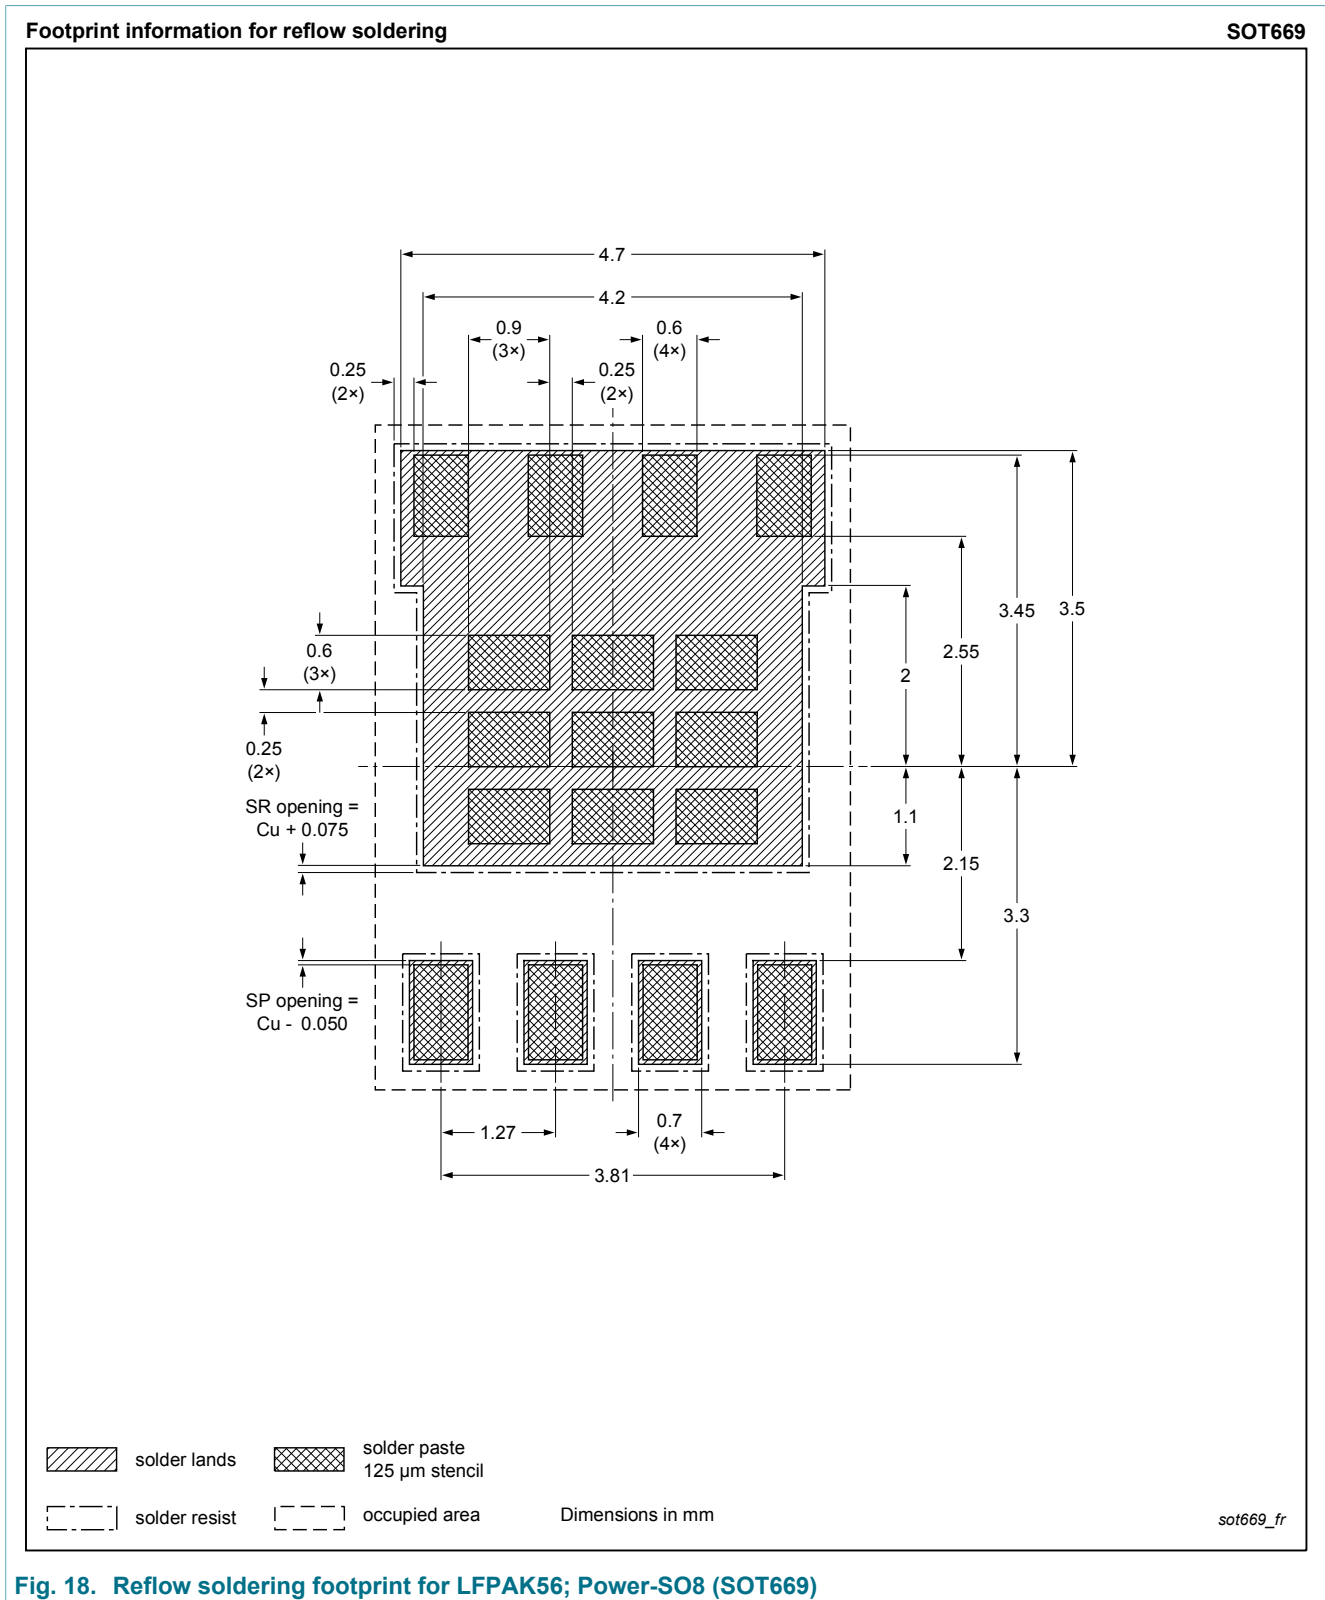 Footprint information for reflow soldering
SOT669
4.7
4.2
0.9
(3×)
0.6
(4×)
0.25
(2×)
0.25
(2×)
3.45
3.5
2.55
2
0.6
(3×)
0.25
(2×)
SR opening =
Cu + 0.075
1.1
2.15
3.3
SP opening =
Cu - 0.050
1.27
0.7
(4×)
3.81
solder lands
solder paste
125 µm stencil
solder resist
occupied area
Dimensions in mm
sot669_fr
Fig. 18. Reflow soldering footprint for LFPAK56; Power-SO8 (SOT669)